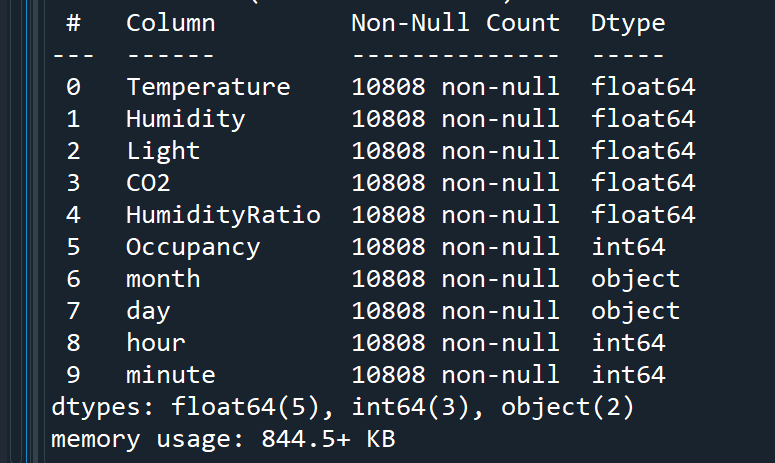 #   Column         Non-Null Count  Dtype
---  ------         --------------  -----
0   Temperature    10808 non-null  float64
1   Humidity       10808 non-null  float64
2   Light          10808 non-null  float64
3   CO2            10808 non-null  float64
4   HumidityRatio  10808 non-null  float64
5   Occupancy      10808 non-null  int64
6   month          10808 non-null  object
7   day            10808 non-null  object
8   hour           10808 non-null  int64
9   minute         10808 non-null  int64
dtypes: float64(5), int64(3), object(2)
memory usage: 844.5+ KB